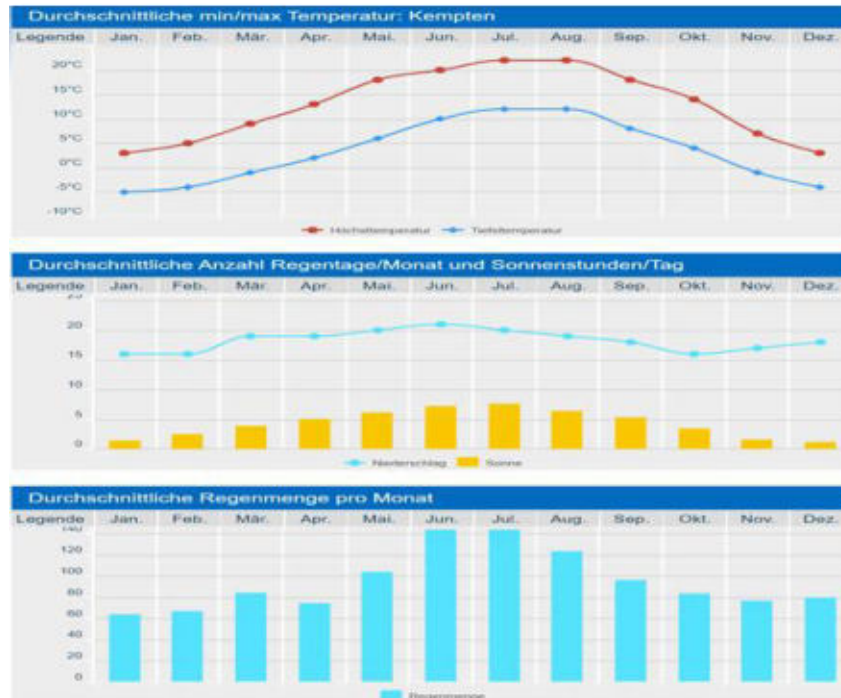 Durchschnittliche min/max Temperatur: Kempten
Legende Jan. Feb. Mär. Apr. Mai. Jun. Jul. Aug. Sep. Okt. Nov. Dez.
20°C
15°C
10°C
5°C
0°C
-5°C
-10°C
Höchsttemperatur Tiefsttemperatur
Durchschnittliche Anzahl Regentage/Monat und Sonnenstunden/Tag
Legende Jan. Feb. Mär. Apr. Mai. Jun. Jul. Aug. Sep. Okt. Nov. Dez.
25
20
15
10
5
0
Niederschlag Sonne
Durchschnittliche Regenmenge pro Monat
Legende Jan. Feb. Mär. Apr. Mai. Jun. Jul. Aug. Sep. Okt. Nov. Dez.
140
120
100
80
60
40
20
0
Regenmenge